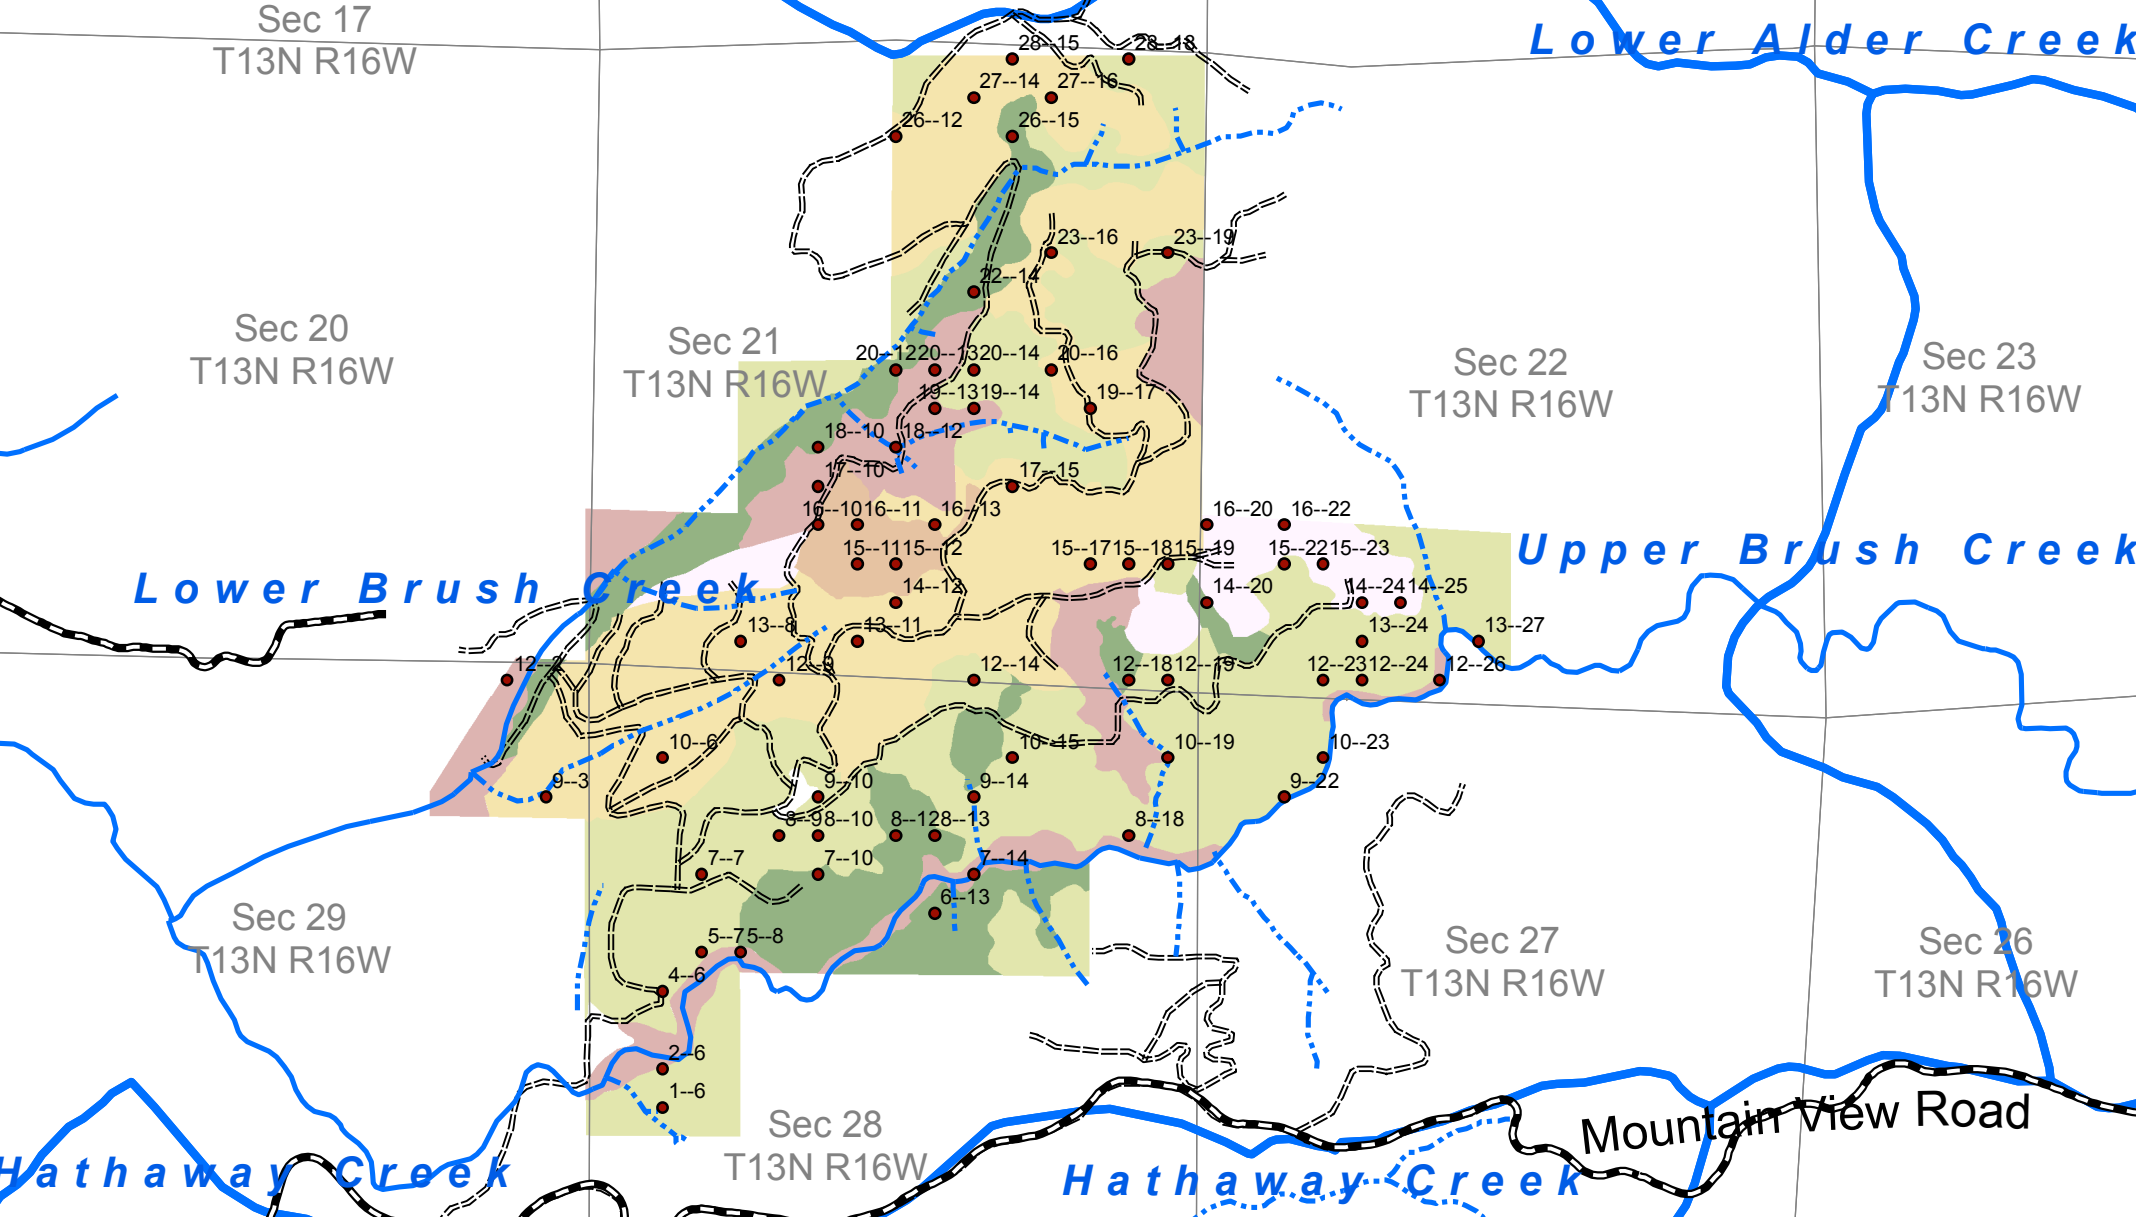 Sec 17
T13N R16W
Lower Alder Creek
28--15
28--18
27--14
27--16
26--12
26--15
23--16
23--19
22--14
Sec 20
T13N R16W
Sec 21
T13N R16W
Sec 22
T13N R16W
Sec 23
T13N R16W
20--12
20--13
20--14
20--16
19--13
19--14
19--17
18--10
18--12
17--10
17--15
16--10
16--11
16--13
16--20
16--22
15--11
15--12
15--17
15--18
15--19
15--22
15--23
Upper Brush Creek
Lower Brush Creek
14--12
14--20
14--24
14--25
13--8
13--11
13--24
13--27
12--2
12--9
12--14
12--18
12--19
12--23
12--24
12--26
10--6
10--15
10--19
10--23
9--3
9--10
9--14
9--22
8--9
8--10
8--12
8--13
8--18
7--7
7--10
7--14
6--13
Sec 29
T13N R16W
Sec 27
T13N R16W
Sec 26
T13N R16W
5--7
5--8
4--6
2--6
1--6
Sec 28
T13N R16W
Mountain View Road
Hathaway Creek
Hathaway Creek